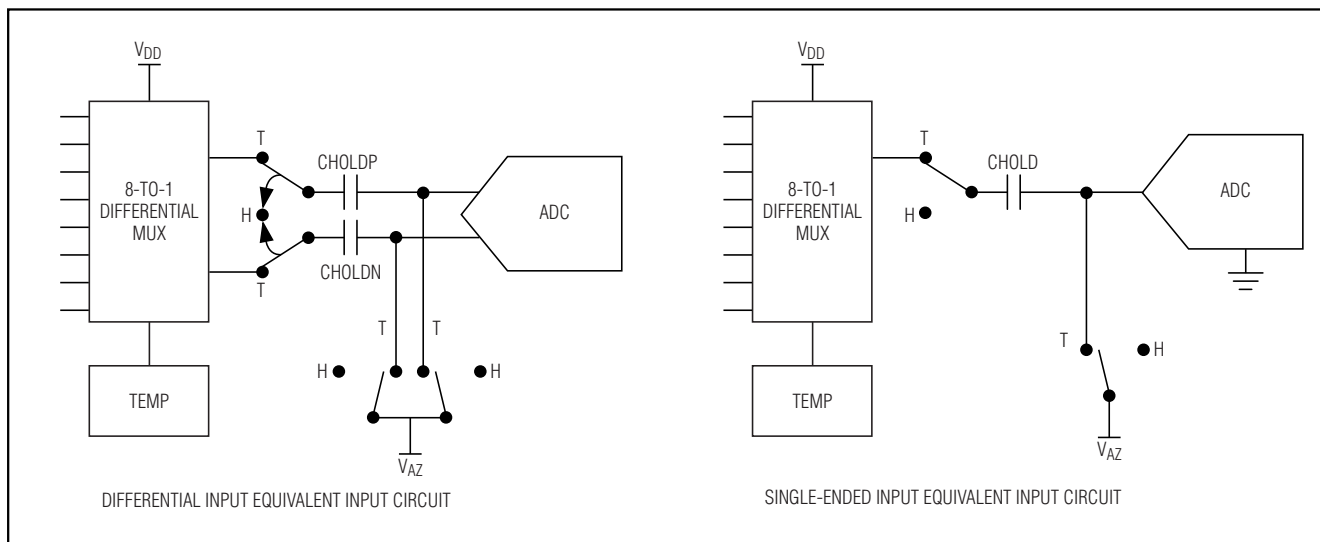 VDD
T
8-TO-1
DIFFERENTIAL
MUX
H
T
CHOLDP
CHOLDN
ADC
T
T
H
H
TEMP
VAZ
DIFFERENTIAL INPUT EQUIVALENT INPUT CIRCUIT
VDD
T
8-TO-1
DIFFERENTIAL
MUX
H
CHOLD
ADC
T
H
TEMP
VAZ
SINGLE-ENDED INPUT EQUIVALENT INPUT CIRCUIT